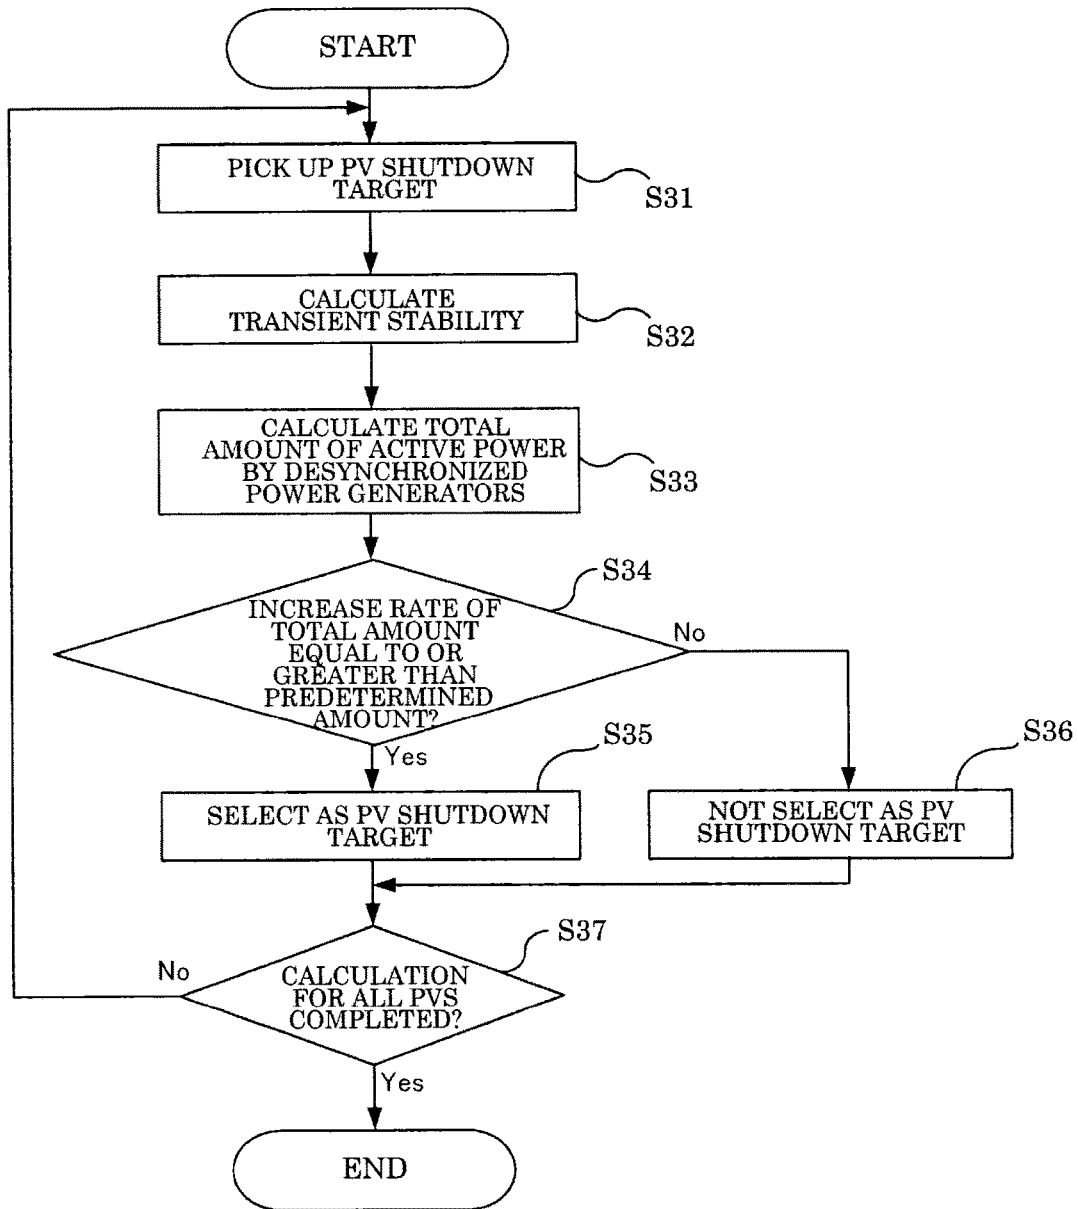 START
PICK UP PV SHUTDOWN
TARGET
S31
CALCULATE
TRANSIENT STABILITY
S32
CALCULATE TOTAL
AMOUNT OF ACTIVE POWER
BY DESYNCHRONIZED
POWER GENERATORS
S33
S34
INCREASE RATE OF
TOTAL AMOUNT
EQUAL TO OR
GREATER THAN
PREDETERMINED
AMOUNT?
No
Yes
S35
SELECT AS PV SHUTDOWN
TARGET
S36
NOT SELECT AS PV
SHUTDOWN TARGET
S37
No
CALCULATION
FOR ALL PVS
COMPLETED?
Yes
END